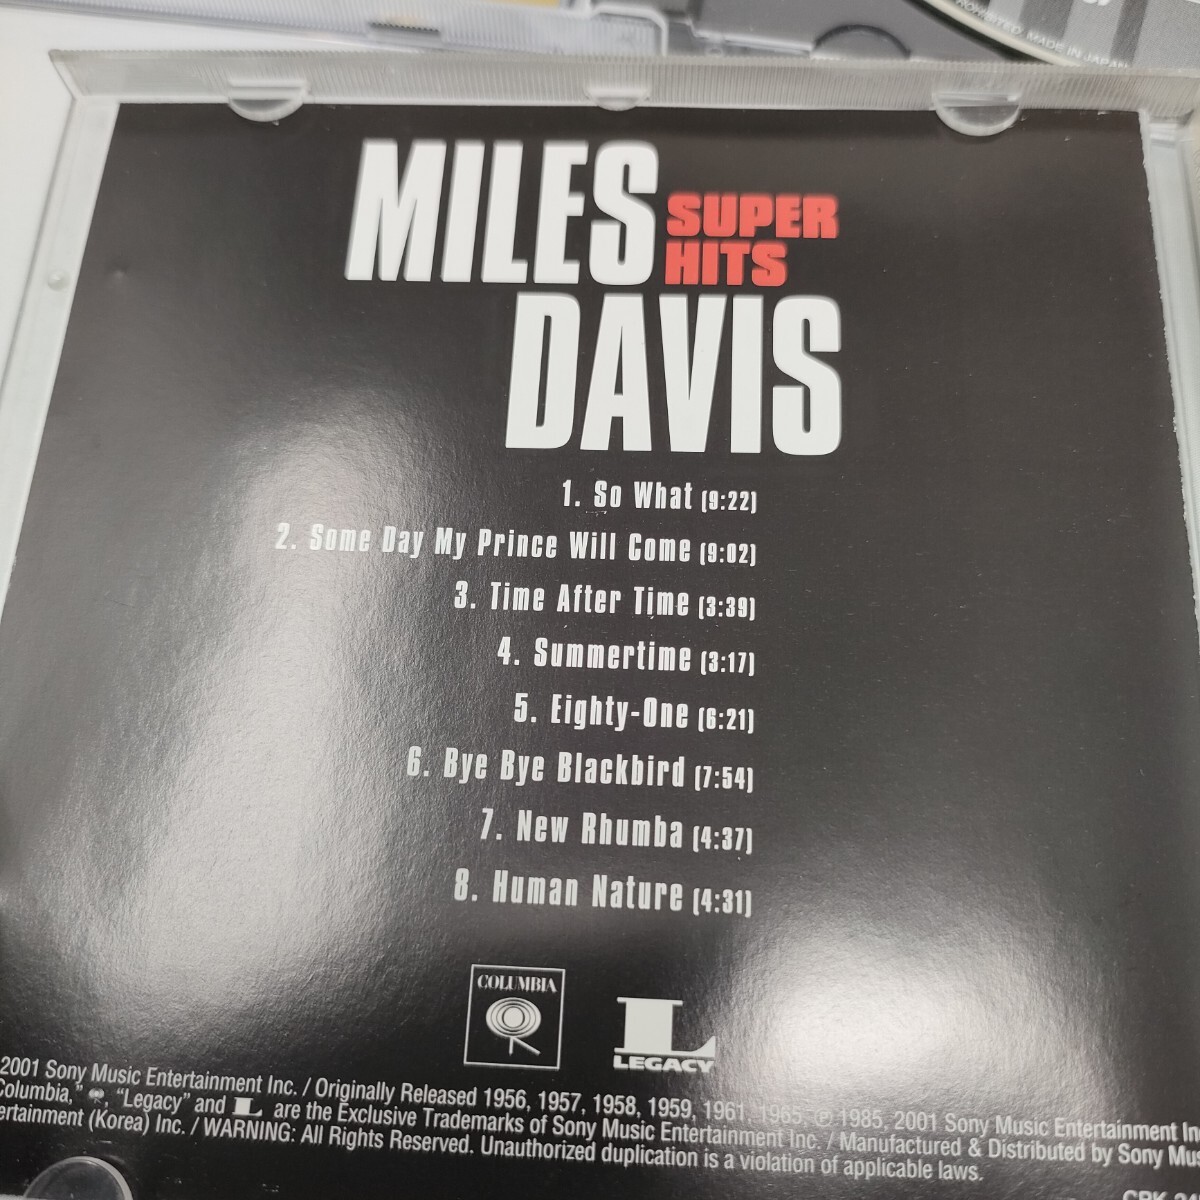 PROHIBITED. MADE IN JAPAN
MILES
SUPER
HITS
DAVIS
1. So What (9:22)
2. Some Day My Prince Will Come (9:02)
3. Time After Time (3:39)
4. Summertime (3:17)
5. Eighty-One (6:21)
6. Bye Bye Blackbird (7:54)
7. New Rhumba (4:37)
8. Human Nature (4:31)
COLUMBIA
L
LEGACY
2001 Sony Music Entertainment Inc. / Originally Released 1956, 1957, 1958, 1959, 1961, 1965, ℗ 1985, 2001 Sony Music Entertainment Inc
Columbia," "Legacy" and L are the Exclusive Trademarks of Sony Music Entertainment Inc. / Manufactured & Distributed by Sony Mus
ertainment (Korea) Inc. / WARNING: All Rights Reserved. Unauthorized duplication is a violation of applicable laws.